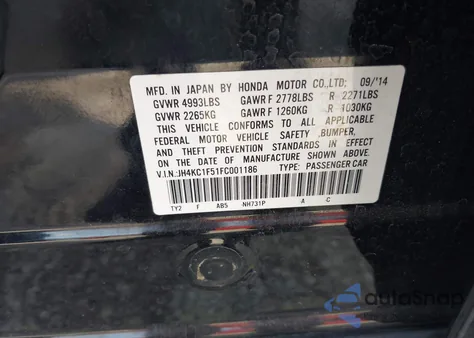 MFD. IN JAPAN BY HONDA MOTOR CO.,LTD; 09/'14
GVWR 4993LBS GAWR F 2778LBS R 2271LBS
GVWR 2265KG GAWR F 1260KG R 1030KG
THIS VEHICLE CONFORMS TO ALL APPLICABLE
FEDERAL MOTOR VEHICLE SAFETY ,BUMPER,
AND THEFT PREVENTION STANDARDS IN EFFECT
ON THE DATE OF MANUFACTURE SHOWN ABOVE.
V.I.N.:JH4KC1F51FC001186 TYPE: PASSENGER CAR
TY2 F AB5 NH731P A C
autoSnap